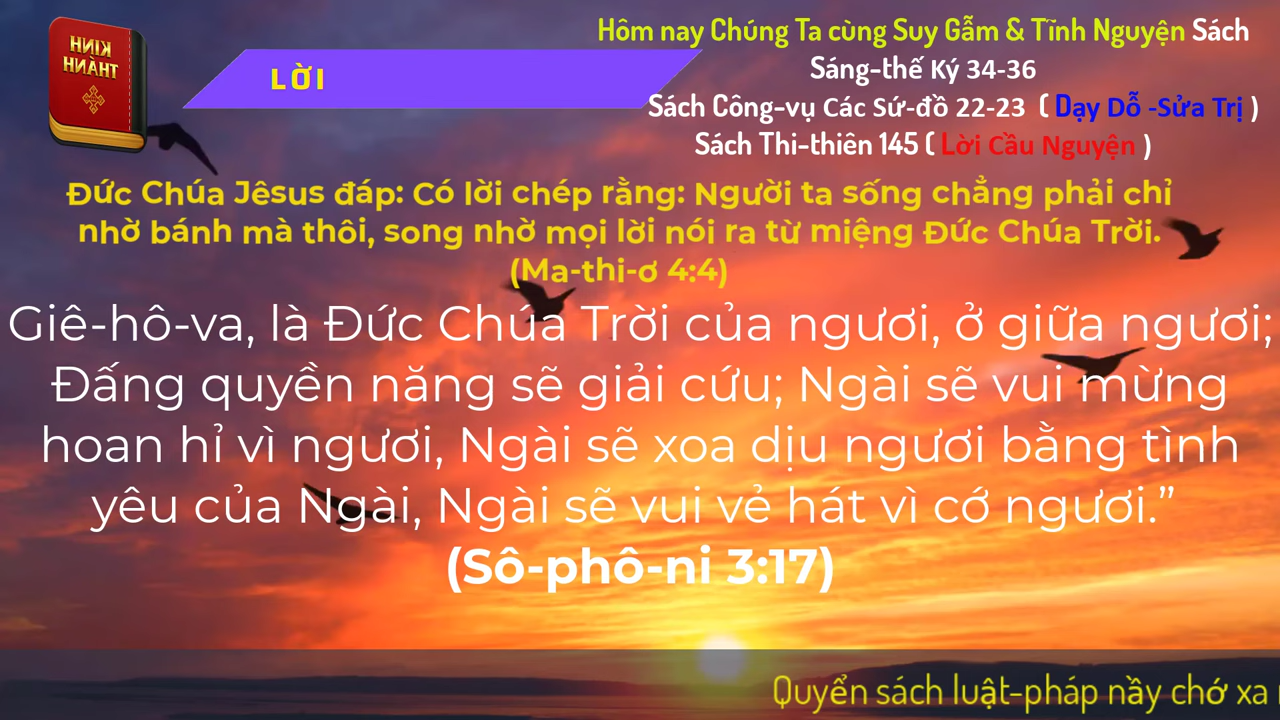 KINH
THÁNH
LỜI
Hôm nay Chúng Ta cùng Suy Gẫm & Tĩnh Nguyện Sách
Sáng-thế Ký 34-36
Sách Công-vụ Các Sứ-đồ 22-23 ( Dạy Dỗ -Sửa Trị )
Sách Thi-thiên 145 ( Lời Cầu Nguyện )
Đức Chúa Jêsus đáp: Có lời chép rằng: Người ta sống chẳng phải chỉ
nhờ bánh mà thôi, song nhờ mọi lời nói ra từ miệng Đức Chúa Trời.
(Ma-thi-ơ 4:4)
Giê-hô-va, là Đức Chúa Trời của ngươi, ở giữa ngươi;
Đấng quyền năng sẽ giải cứu; Ngài sẽ vui mừng
hoan hỉ vì ngươi, Ngài sẽ xoa dịu ngươi bằng tình
yêu của Ngài, Ngài sẽ vui vẻ hát vì cớ ngươi.”
(Sô-phô-ni 3:17)
Quyển sách luật-pháp nầy chớ xa